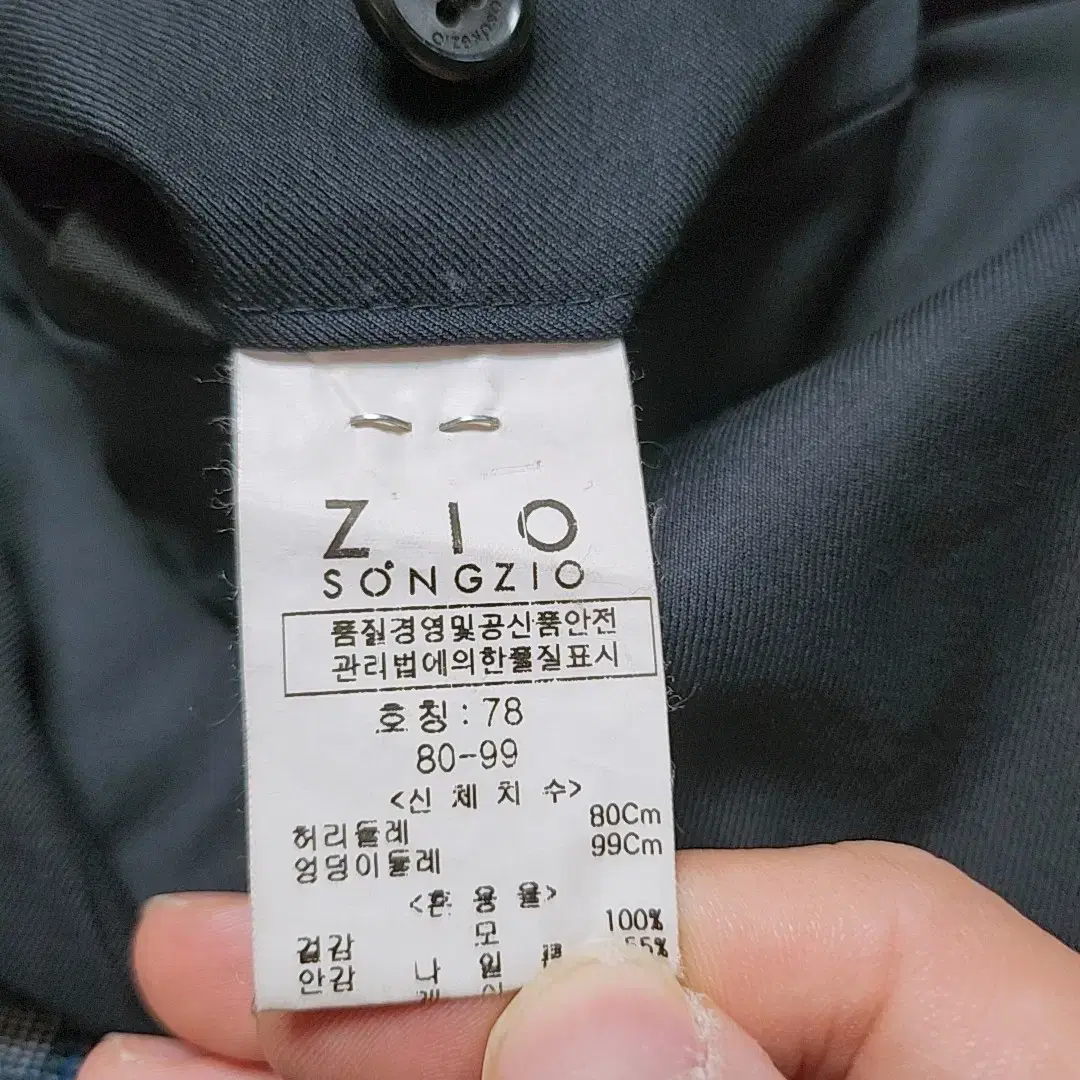 ZIO
SONGZIO
품질경영및공산품안전
관리법에의한품질표시
호칭 : 78
80-99
<신 체 치 수>
허리둘레 80Cm
엉덩이둘레 99Cm
<혼 용 율>
겉감 모 100%
안감 나 일 55%